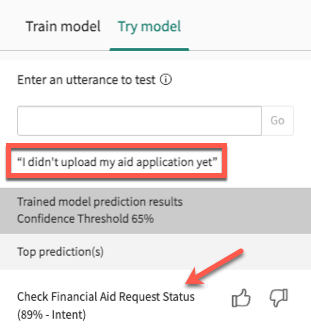 Train model Try model
Enter an utterance to test ⓘ
Go
“I didn't upload my aid application yet”
Trained model prediction results
Confidence Threshold 65%
Top prediction(s)
Check Financial Aid Request Status
(89% - Intent)